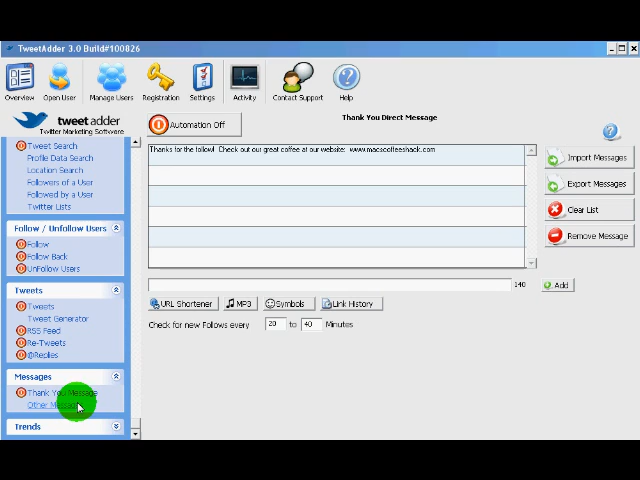 TweetAdder 3.0 Build#100826
Overview Open User Manage Users Registration Settings Activity Contact Support Help
tweet adder
Twitter Marketing Software
Automation Off
Thank You Direct Message
Tweet Search
Profile Data Search
Location Search
Followers of a User
Followed by a User
Twitter Lists
Follow / Unfollow Users
Follow
Follow Back
UnFollow Users
Tweets
Tweets
Tweet Generator
RSS Feed
Re-Tweets
@Replies
Messages
Thank You Message
Other Messages
Trends
Thanks for the follow! Check out our great coffee at our website: www.macscoffeeshack.com
Import Messages
Export Messages
Clear List
Remove Message
140 Add
URL Shortener MP3 Symbols Link History
Check for new Follows every 20 to 40 Minutes